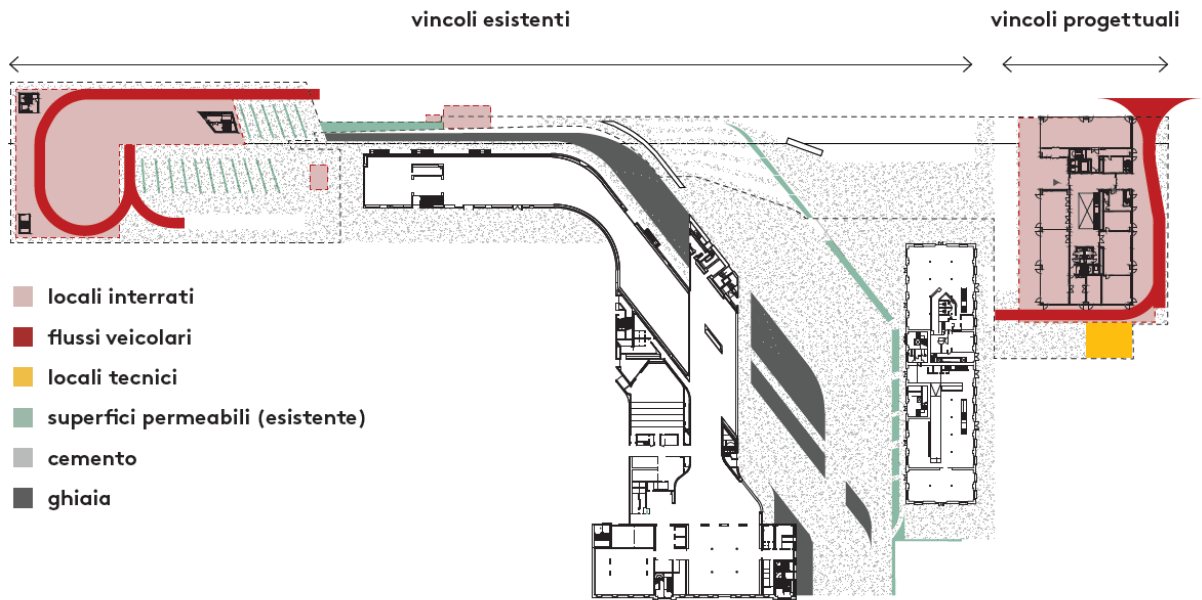 vincoli esistenti
vincoli progettuali
locali interrati
flussi veicolari
locali tecnici
superfici permeabili (esistente)
cemento
ghiaia